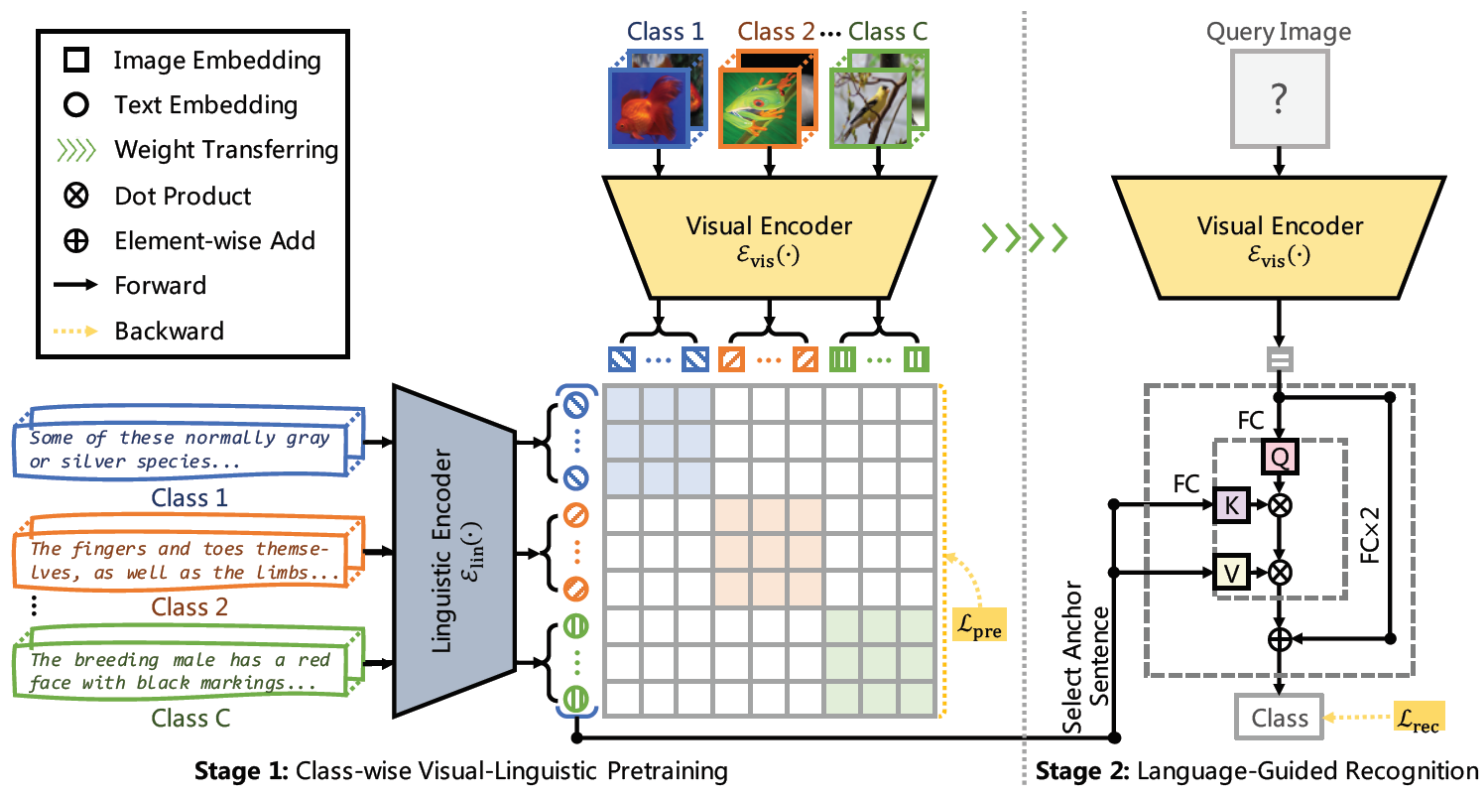 Image Embedding
Text Embedding
Weight Transferring
Dot Product
Element-wise Add
Forward
Backward
Class 1
Class 2
...
Class C
Visual Encoder
ℰvis(·)
...
...
...
Some of these normally gray
or silver species...
Class 1
The fingers and toes themse-
lves, as well as the limbs...
Class 2
...
The breeding male has a red
face with black markings...
Class C
Linguistic Encoder
ℰlin(·)
ℒpre
Stage 1: Class-wise Visual-Linguistic Pretraining
Query Image
?
Visual Encoder
ℰvis(·)
FC
Q
FC
K
V
FC×2
Select Anchor
Sentence
Class
ℒrec
Stage 2: Language-Guided Recognition